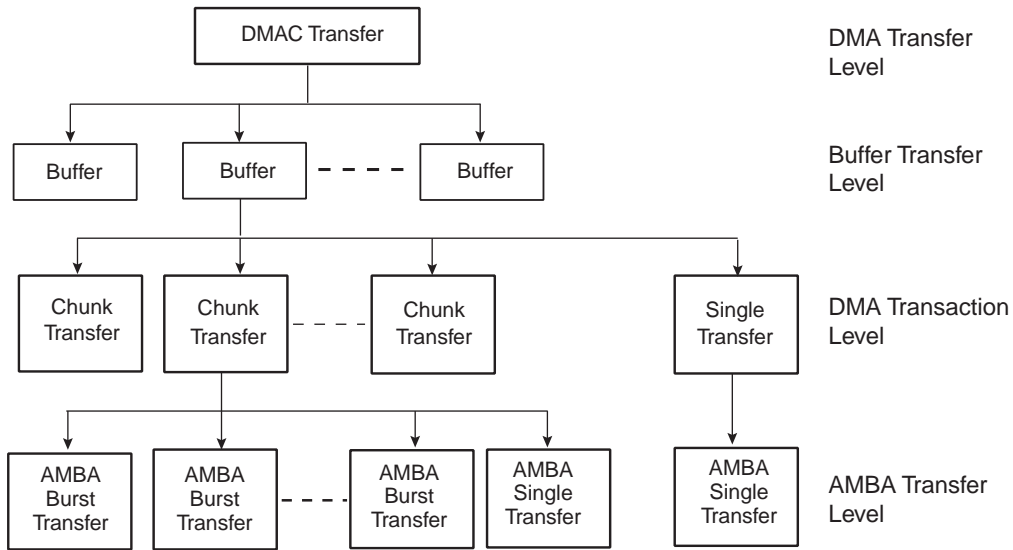 DMAC Transfer
DMA Transfer
Level
Buffer
Buffer
Buffer
Buffer Transfer
Level
Chunk
Transfer
Chunk
Transfer
Chunk
Transfer
Single
Transfer
DMA Transaction
Level
AMBA
Burst
Transfer
AMBA
Burst
Transfer
AMBA
Burst
Transfer
AMBA
Single
Transfer
AMBA
Single
Transfer
AMBA Transfer
Level